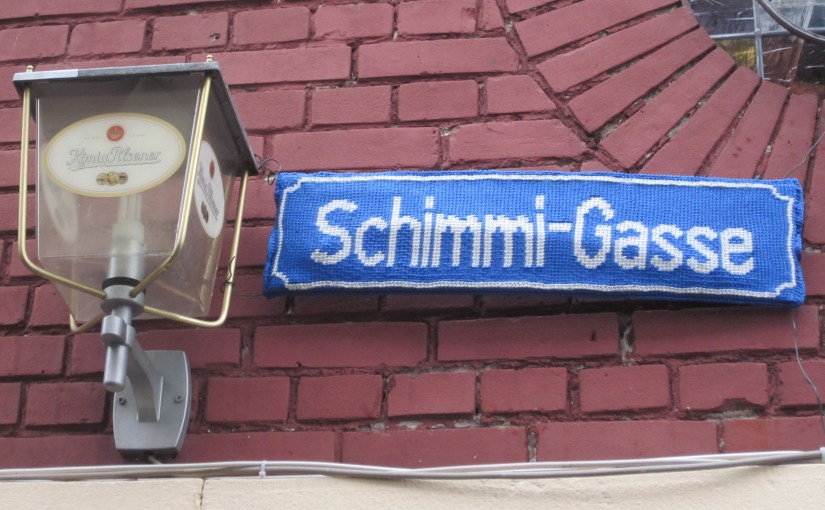 König Pilsener
Schimmi-Gasse